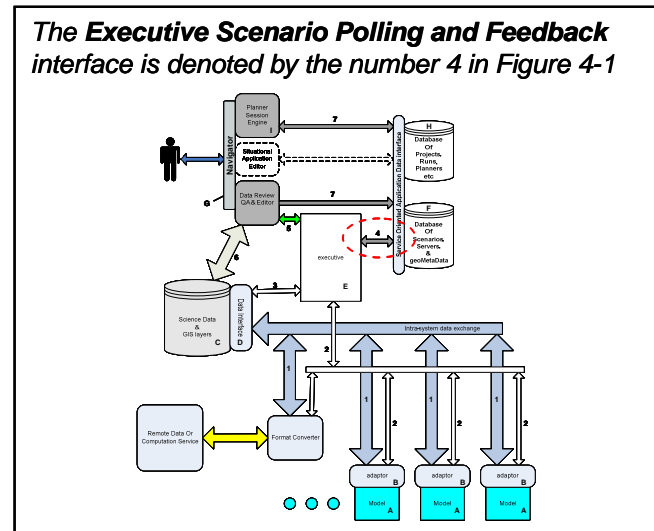 The Executive Scenario Polling and Feedback
interface is denoted by the number 4 in Figure 4-1
Planner
Session
Engine
I
7
H
Database
Of
Projects,
Runs,
Planners
etc
Navigator
Situational
Application
Editor
Service Oriented Application Data interface
G
Data Review
QA & Editor
7
5
4
F
Database
Of
Scenarios,
Servers,
&
geoMetaData
executive
E
6
3
Science Data
&
GIS layers
C
Data Interface
D
Intra-system data exchange
2
1
1
2
1
2
1
2
Remote Data Or
Computation Service
Format Converter
adaptor
B
adaptor
B
adaptor
B
Model
A
Model
A
Model
A